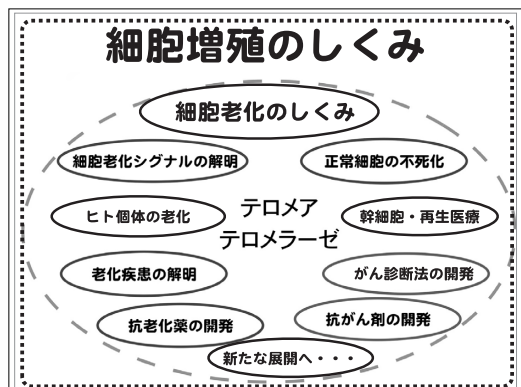 細胞増殖のしくみ
細胞老化のしくみ
細胞老化シグナルの解明
正常細胞の不死化
ヒト個体の老化
テロメア
テロメラーゼ
幹細胞・再生医療
老化疾患の解明
がん診断法の開発
抗老化薬の開発
抗がん剤の開発
新たな展開へ・・・